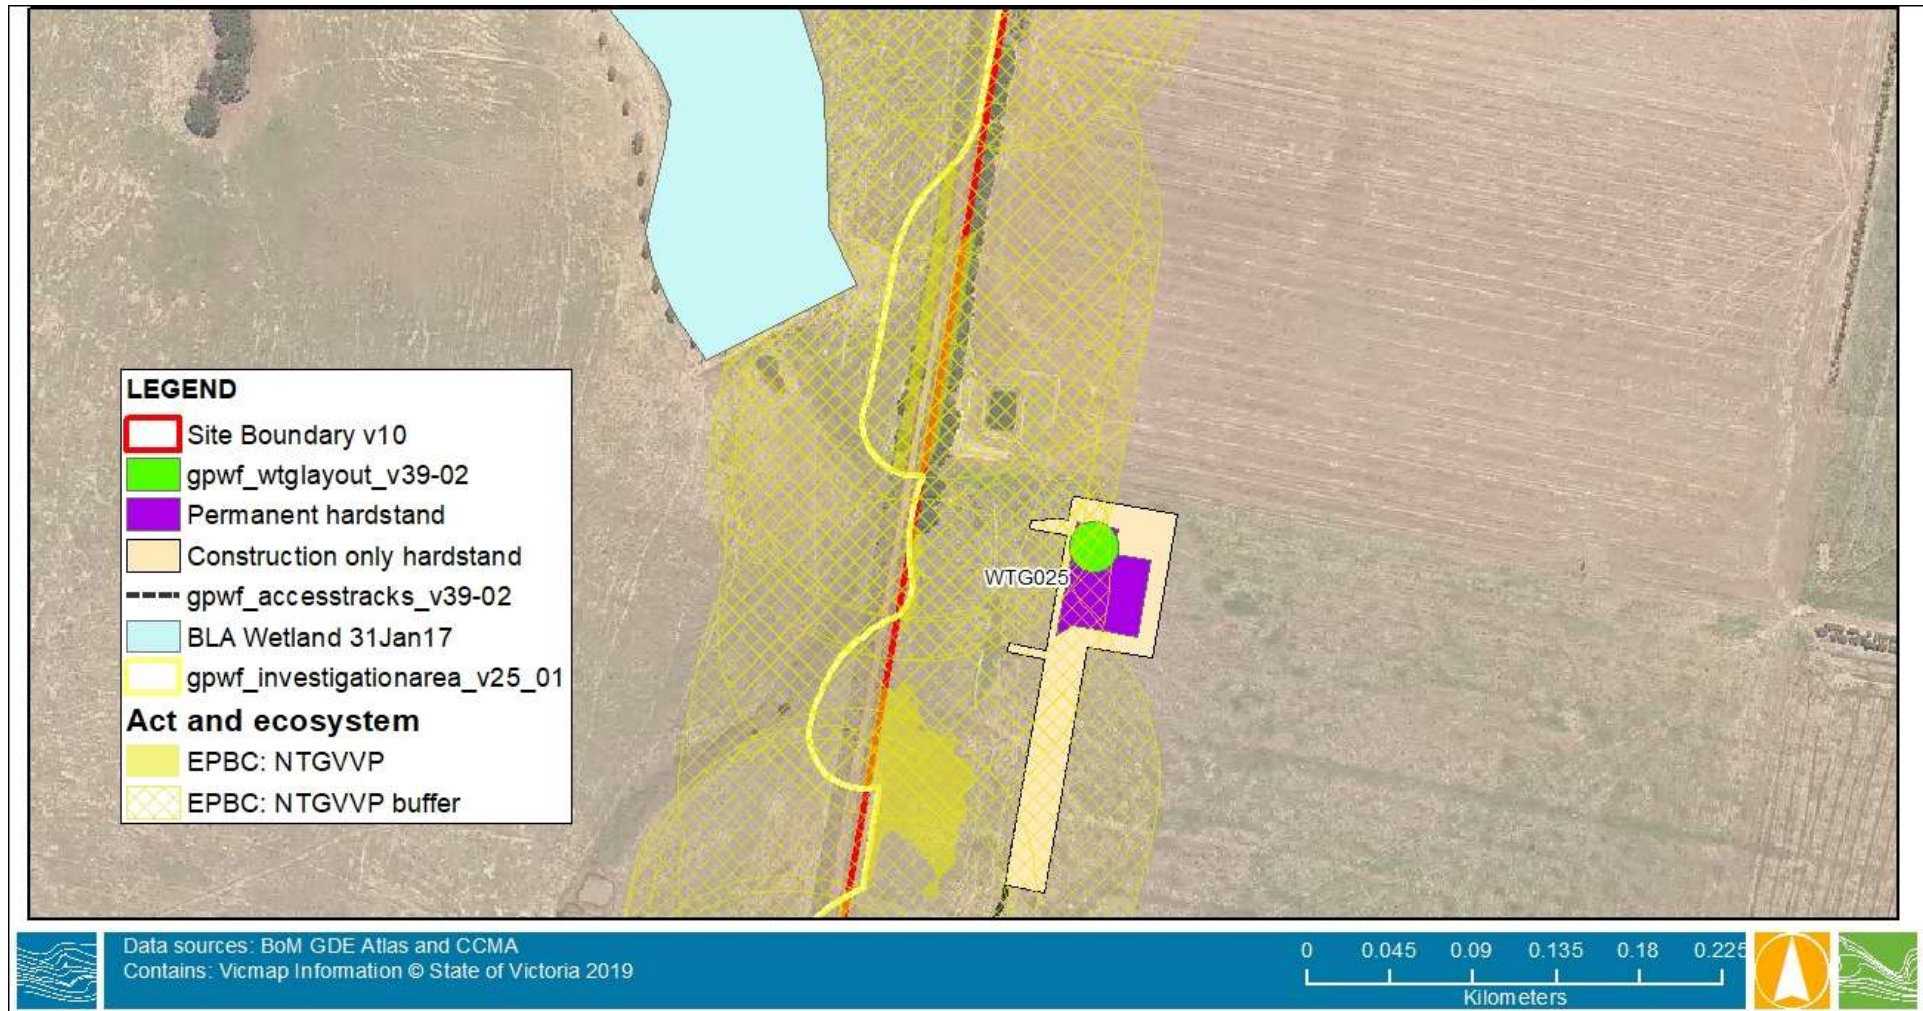 WTG025
LEGEND
Site Boundary v10
gpwf_wtglayout_v39-02
Permanent hardstand
Construction only hardstand
gpwf_accesstracks_v39-02
BLA Wetland 31Jan17
gpwf_investigationarea_v25_01
Act and ecosystem
EPBC: NTGVVP
EPBC: NTGVVP buffer
Data sources: BoM GDE Atlas and CCMA
Contains: Vicmap Information © State of Victoria 2019
0 0.045 0.09 0.135 0.18 0.225
Kilometers